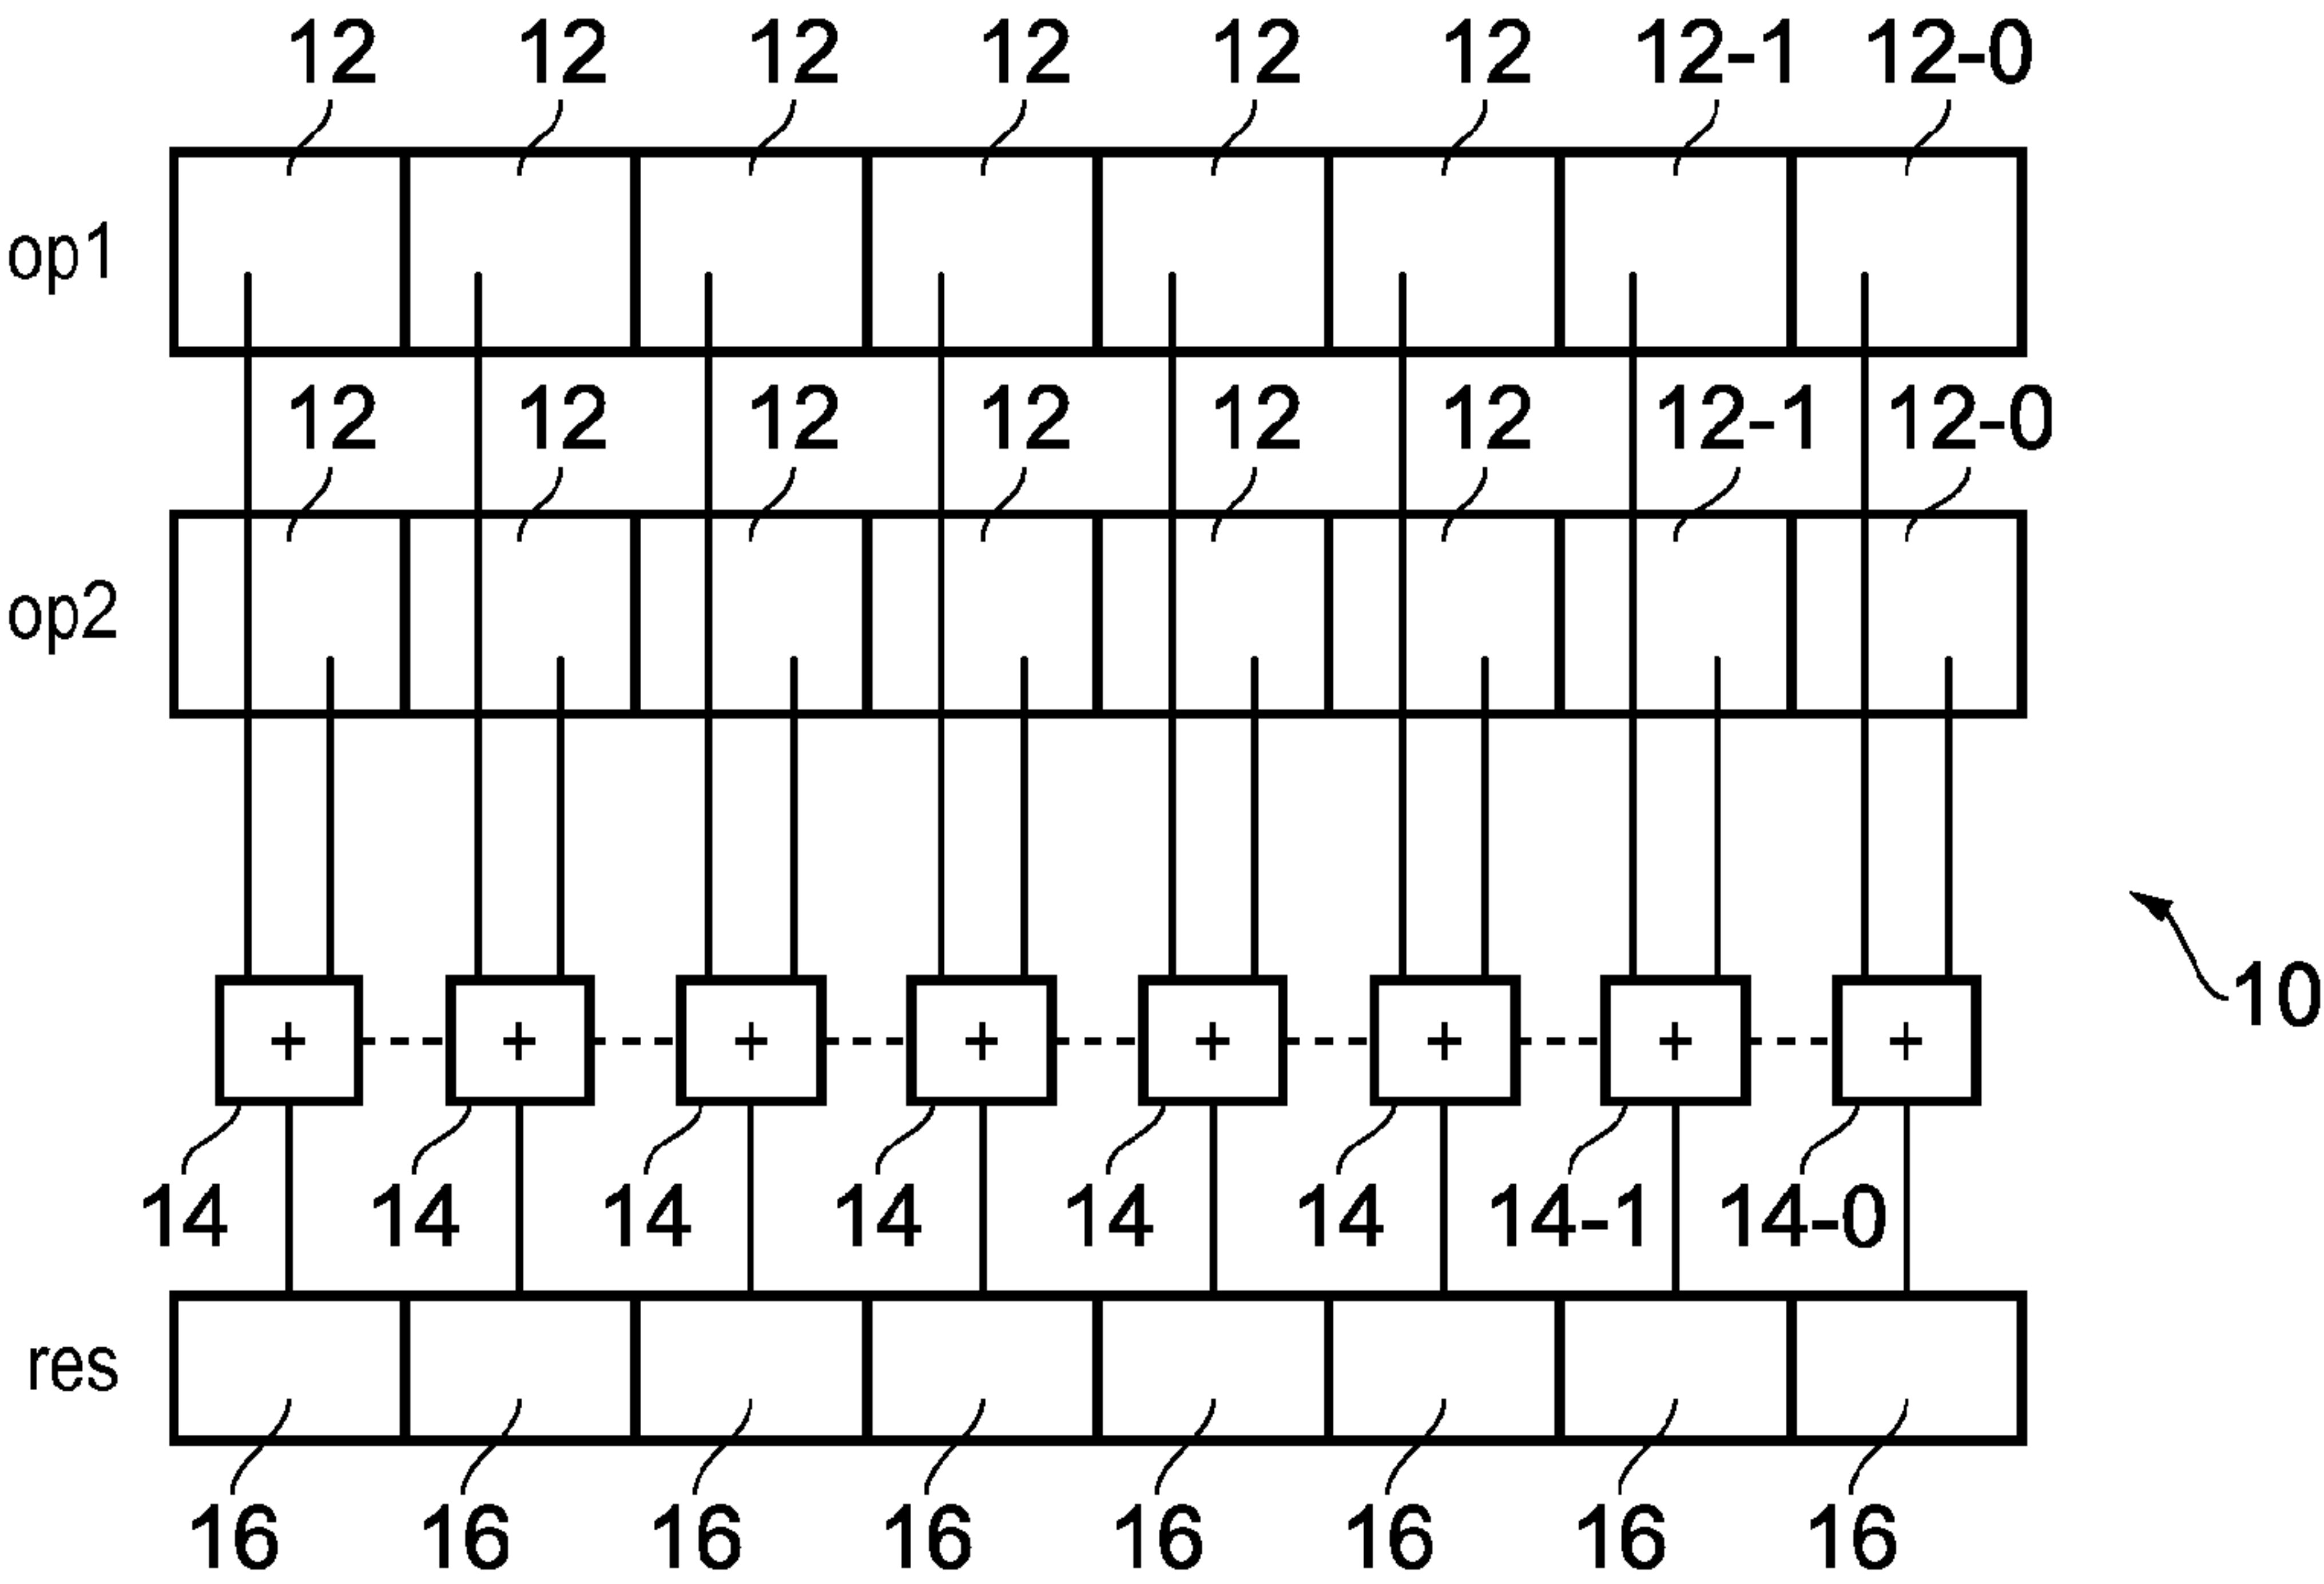 12 12 12 12 12 12 12-1 12-0
op1
12 12 12 12 12 12 12-1 12-0
op2
10
+ + + + + + + +
14 14 14 14 14 14 14-1 14-0
res
16 16 16 16 16 16 16 16